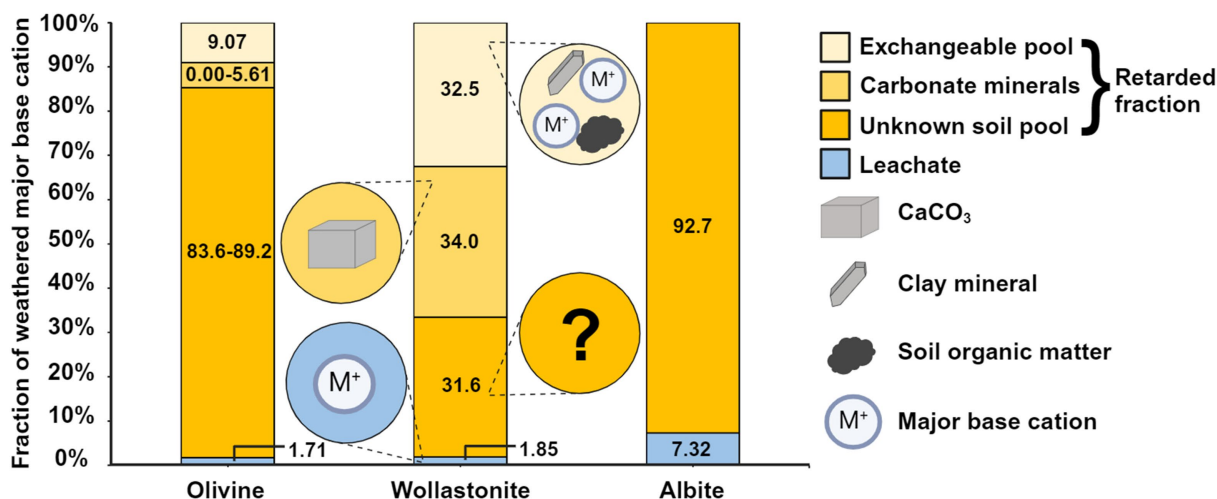 Fraction of weathered major base cation
100%
90%
80%
70%
60%
50%
40%
30%
20%
10%
0%
9.07
0.00-5.61
83.6-89.2
1.71
Olivine
32.5
34.0
31.6
1.85
Wollastonite
92.7
7.32
Albite
M+
M+
?
M+
Exchangeable pool
Carbonate minerals
Unknown soil pool
Retarded
fraction
Leachate
CaCO₃
Clay mineral
Soil organic matter
M+
Major base cation